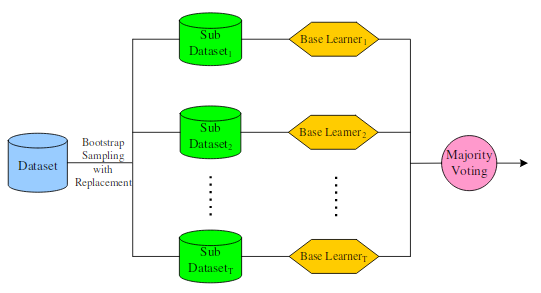 Sub
Dataset1
Base Learner1
Sub
Dataset2
Base Learner2
Dataset
Bootstrap
Sampling
with
Replacement
Majority
Voting
Sub
DatasetT
Base LearnerT